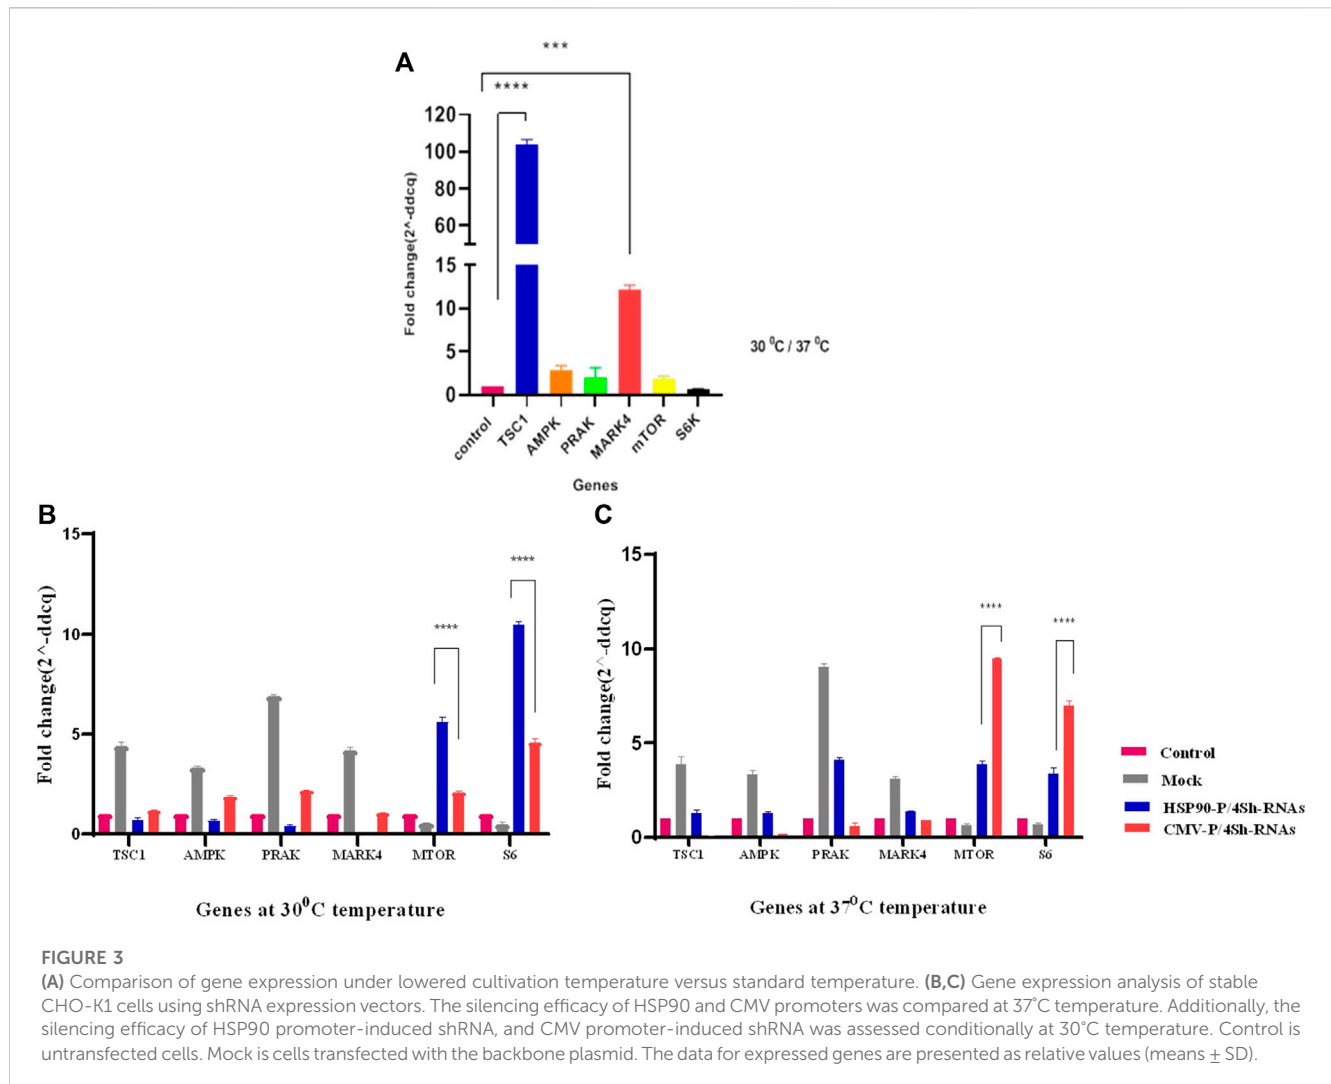 A
***
****
120
100
80
60
15
10
5
0
Fold change(2^-ddcq)
control
TSC1
AMPK
PRAK
MARK4
mTOR
S6K
Genes
30 ⁰C / 37 ⁰C
B
15
10
5
0
Fold change(2^-ddcq)
****
****
TSC1 AMPK PRAK MARK4 MTOR S6
Genes at 30⁰C temperature
C
15
10
5
0
Fold change(2^-ddcq)
****
****
TSC1 AMPK PRAK MARK4 MTOR S6
Genes at 37⁰C temperature
Control
Mock
HSP90-P/4Sh-RNAs
CMV-P/4Sh-RNAs
FIGURE 3
(A) Comparison of gene expression under lowered cultivation temperature versus standard temperature. (B,C) Gene expression analysis of stable
CHO-K1 cells using shRNA expression vectors. The silencing efficacy of HSP90 and CMV promoters was compared at 37°C temperature. Additionally, the
silencing efficacy of HSP90 promoter-induced shRNA, and CMV promoter-induced shRNA was assessed conditionally at 30°C temperature. Control is
untransfected cells. Mock is cells transfected with the backbone plasmid. The data for expressed genes are presented as relative values (means ± SD).